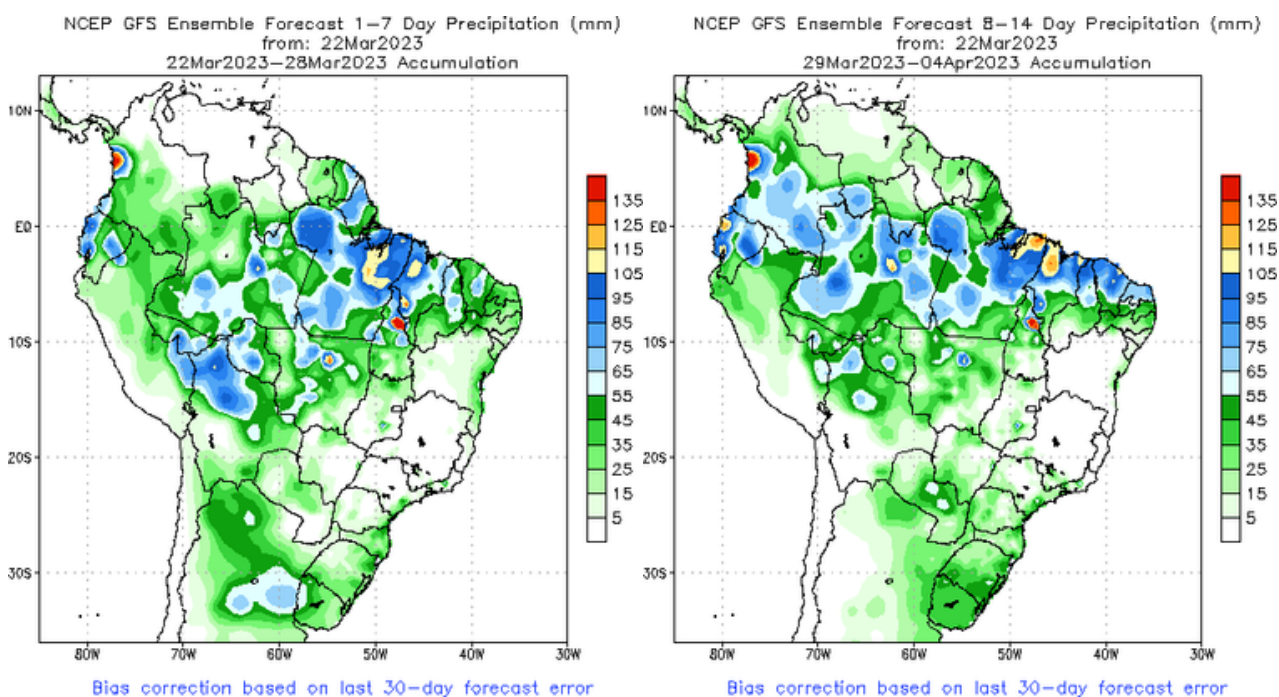 NCEP GFS Ensemble Forecast 1-7 Day Precipitation (mm)
from: 22Mar2023
22Mar2023-28Mar2023 Accumulation
10N
EQ
10S
20S
30S
80W
70W
60W
50W
40W
30W
135
125
115
105
95
85
75
65
55
45
35
25
15
5
Bias correction based on last 30-day forecast error
NCEP GFS Ensemble Forecast 8-14 Day Precipitation (mm)
from: 22Mar2023
29Mar2023-04Apr2023 Accumulation
10N
EQ
10S
20S
30S
80W
70W
60W
50W
40W
30W
135
125
115
105
95
85
75
65
55
45
35
25
15
5
Bias correction based on last 30-day forecast error